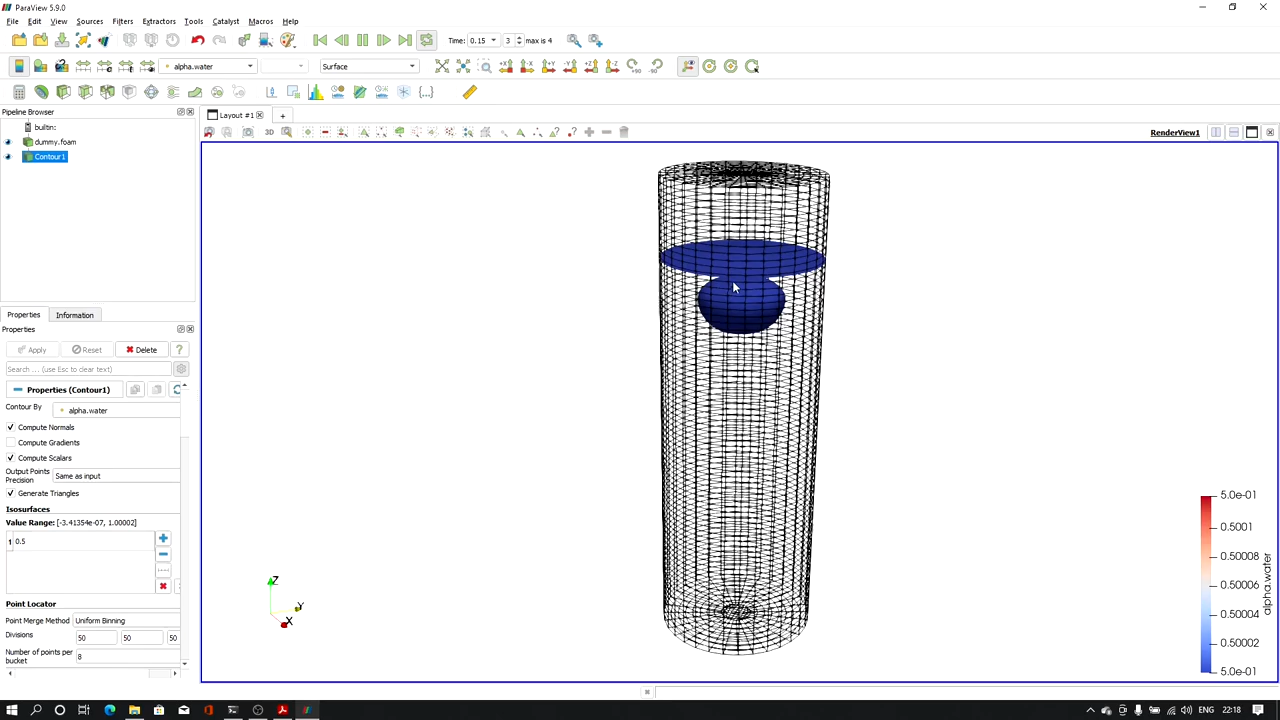 ParaView 5.9.0
File Edit View Sources Filters Extractors Tools Catalyst Macros Help
Time: 0.15 3 max is 4
alpha.water Surface
Pipeline Browser
Layout #1
builtin:
3D RenderView1
dummy.foam
Contour1
Properties Information
Properties
Apply Reset Delete ?
Search ... (use Esc to clear text)
Properties (Contour1)
Contour By alpha.water
Compute Normals
Compute Gradients
Compute Scalars
Output Points Precision Same as input
Generate Triangles
Isosurfaces
Value Range: [-3.41354e-07, 1.00002]
1 0.5
Point Locator
Point Merge Method Uniform Binning
Divisions 50 50 50
Number of points per bucket 8
Z
Y
X
5.0e-01
0.5001
0.50008
0.50006
0.50004
0.50002
5.0e-01
alpha.water
ENG 22:18